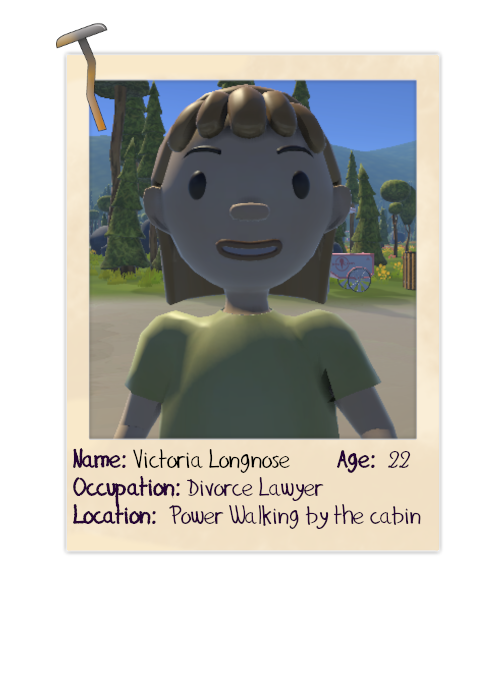 Name: Victoria Longnose Age: 22
Occupation: Divorce Lawyer
Location: Power Walking by the cabin